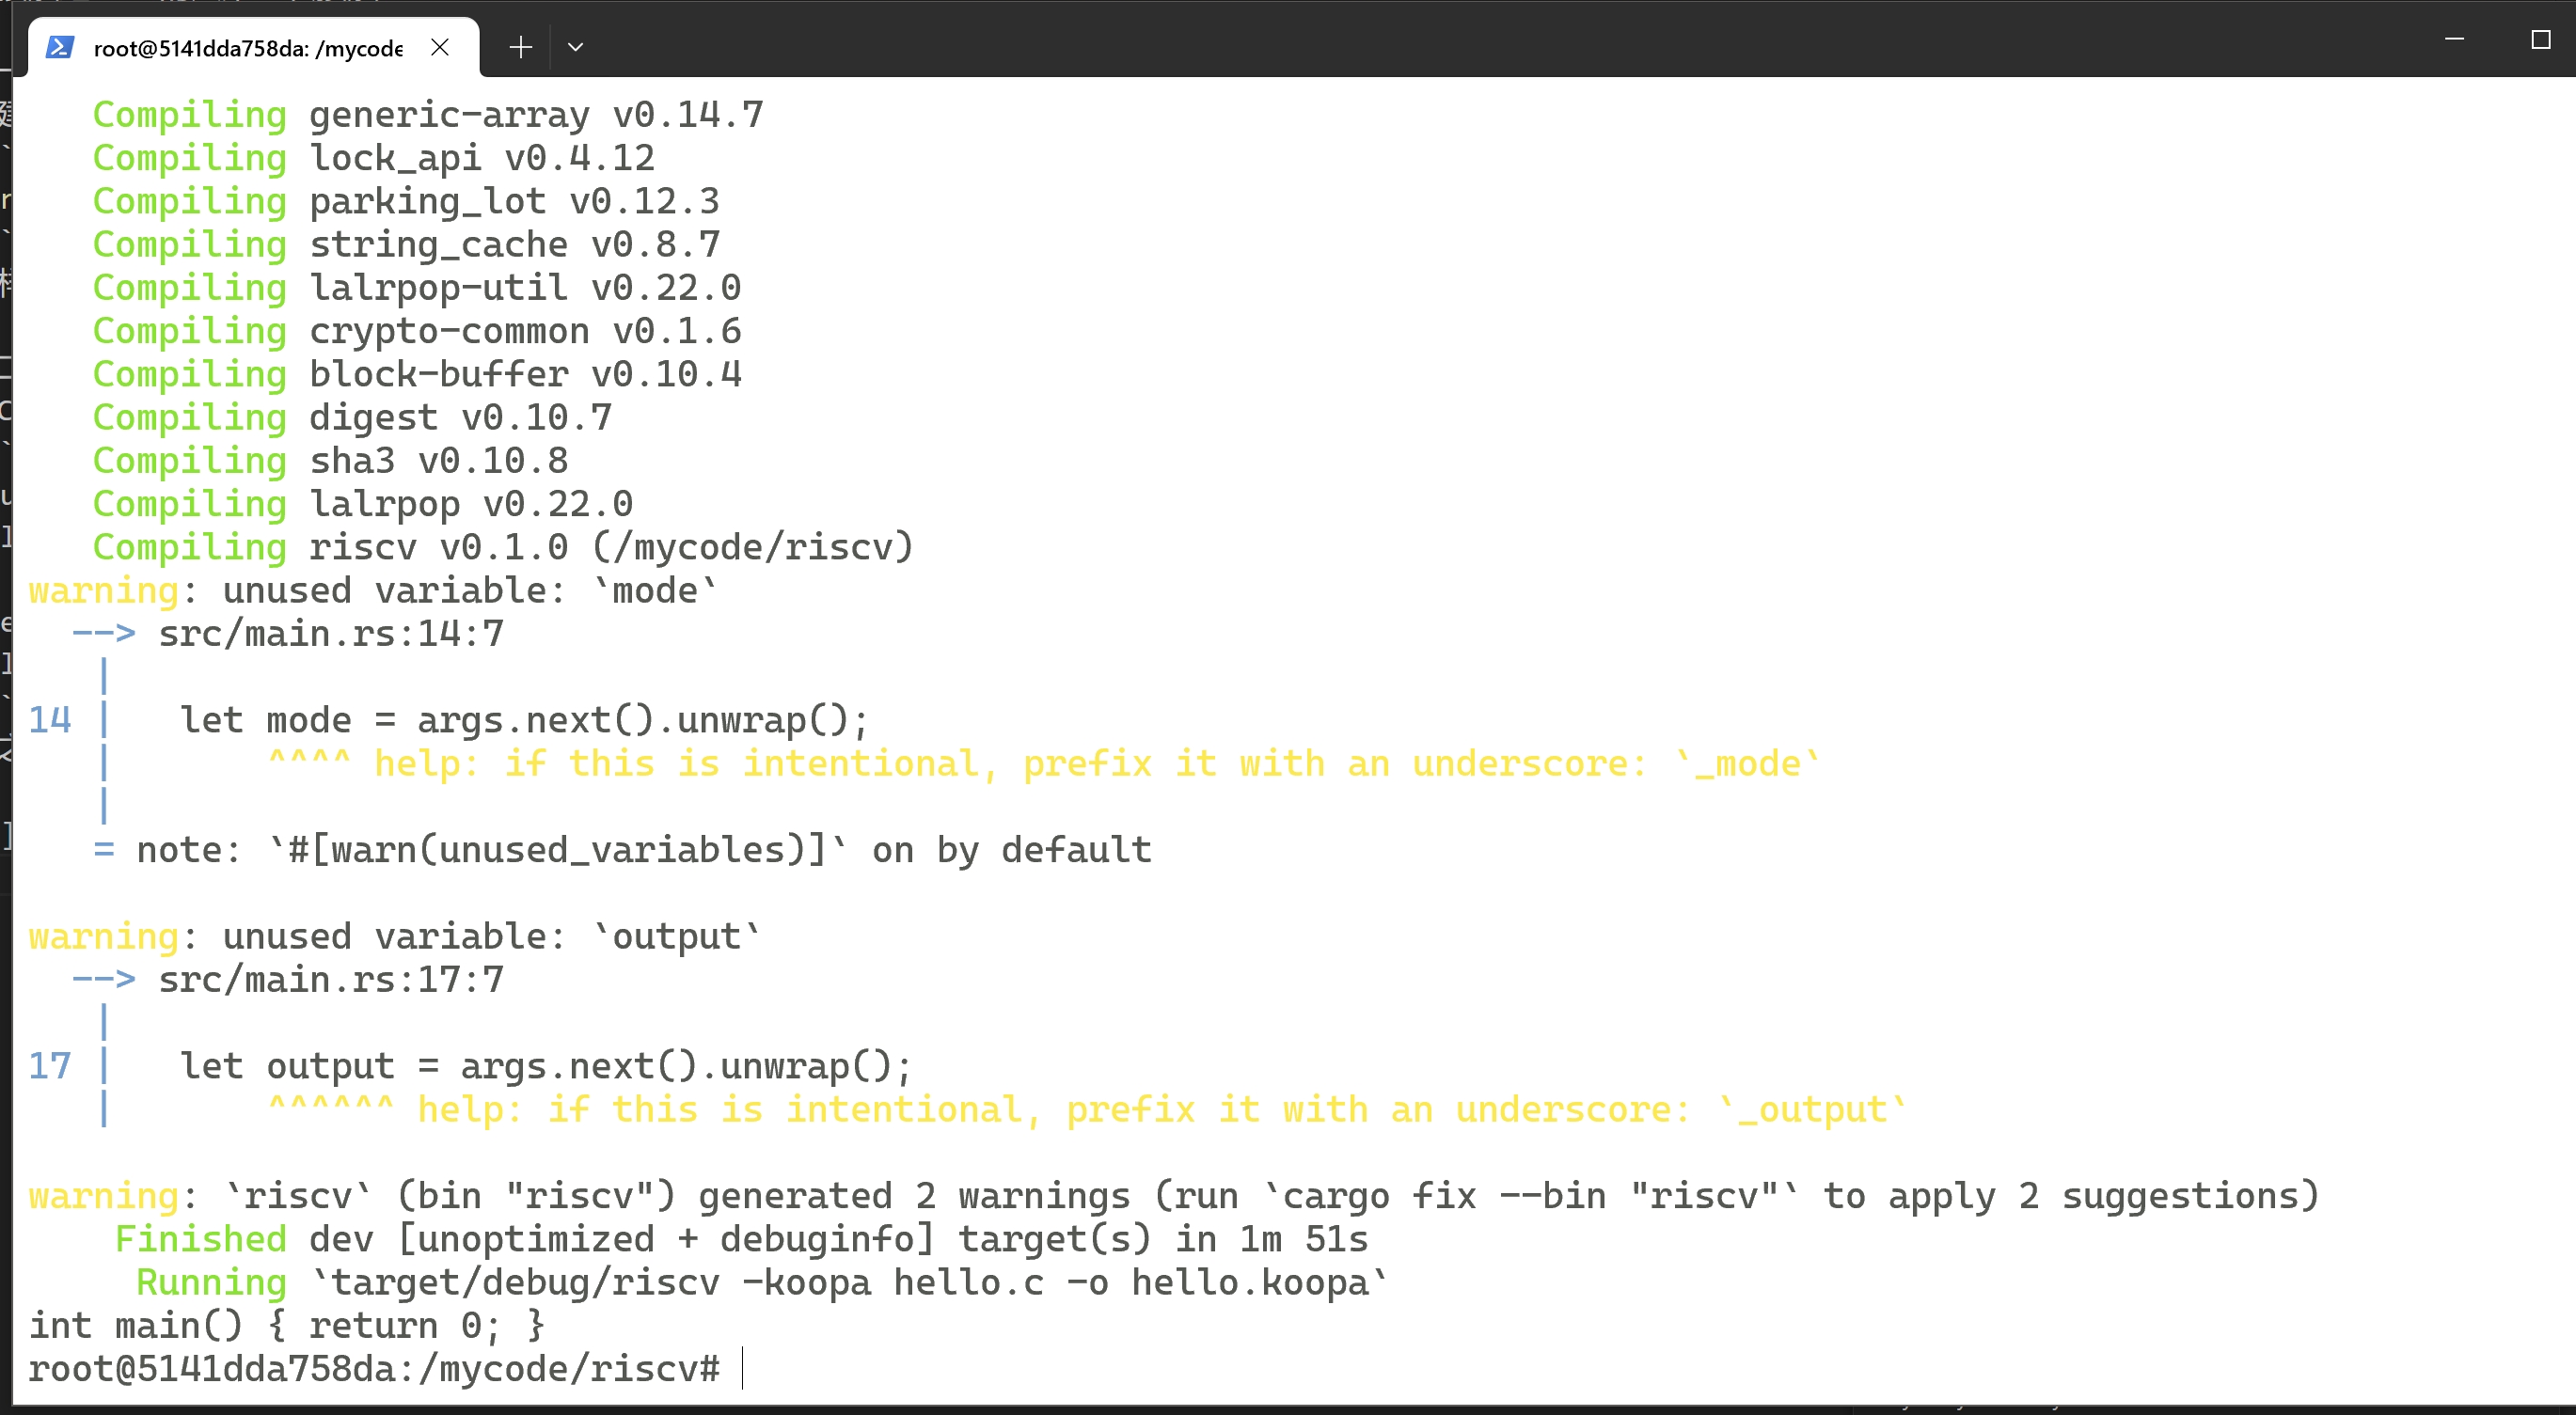 root@5141dda758da: /mycode
Compiling generic-array v0.14.7
Compiling lock_api v0.4.12
Compiling parking_lot v0.12.3
Compiling string_cache v0.8.7
Compiling lalrpop-util v0.22.0
Compiling crypto-common v0.1.6
Compiling block-buffer v0.10.4
Compiling digest v0.10.7
Compiling sha3 v0.10.8
Compiling lalrpop v0.22.0
Compiling riscv v0.1.0 (/mycode/riscv)
warning: unused variable: `mode`
--> src/main.rs:14:7
|
14 | let mode = args.next().unwrap();
| ^^^^ help: if this is intentional, prefix it with an underscore: `_mode`
|
= note: `#[warn(unused_variables)]` on by default
warning: unused variable: `output`
--> src/main.rs:17:7
|
17 | let output = args.next().unwrap();
| ^^^^^^ help: if this is intentional, prefix it with an underscore: `_output`
warning: `riscv` (bin "riscv") generated 2 warnings (run `cargo fix --bin "riscv"` to apply 2 suggestions)
Finished dev [unoptimized + debuginfo] target(s) in 1m 51s
Running `target/debug/riscv -koopa hello.c -o hello.koopa`
int main() { return 0; }
root@5141dda758da:/mycode/riscv#